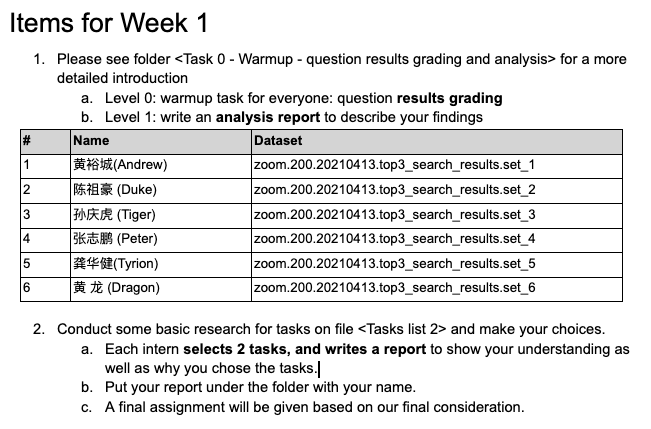 Items for Week 1
1. Please see folder <Task 0 - Warmup - question results grading and analysis> for a more
detailed introduction
a. Level 0: warmup task for everyone: question results grading
b. Level 1: write an analysis report to describe your findings
# Name Dataset
1 黄裕城(Andrew) zoom.200.20210413.top3_search_results.set_1
2 陈祖豪 (Duke) zoom.200.20210413.top3_search_results.set_2
3 孙庆虎 (Tiger) zoom.200.20210413.top3_search_results.set_3
4 张志鹏 (Peter) zoom.200.20210413.top3_search_results.set_4
5 龚华健(Tyrion) zoom.200.20210413.top3_search_results.set_5
6 黄 龙 (Dragon) zoom.200.20210413.top3_search_results.set_6
2. Conduct some basic research for tasks on file <Tasks list 2> and make your choices.
a. Each intern selects 2 tasks, and writes a report to show your understanding as
well as why you chose the tasks.
b. Put your report under the folder with your name.
c. A final assignment will be given based on our final consideration.